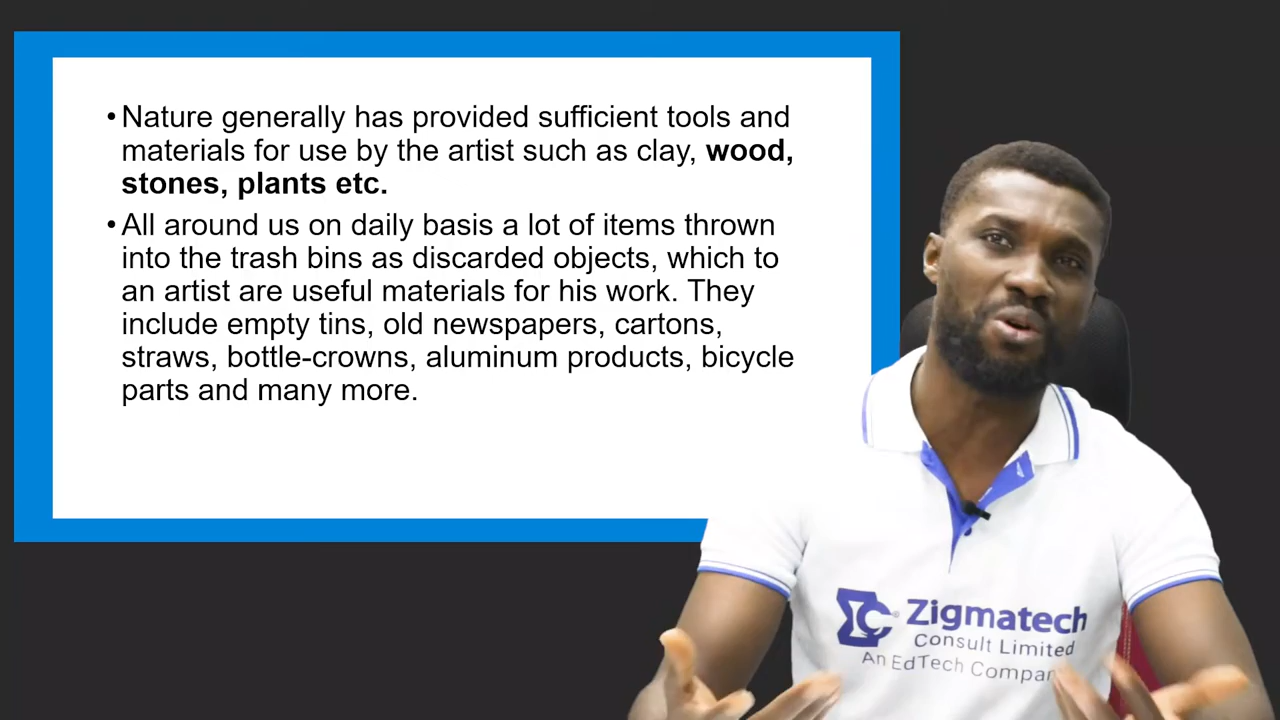 •Nature generally has provided sufficient tools and
materials for use by the artist such as clay, wood,
stones, plants etc.
•All around us on daily basis a lot of items thrown
into the trash bins as discarded objects, which to
an artist are useful materials for his work. They
include empty tins, old newspapers, cartons,
straws, bottle-crowns, aluminum products, bicycle
parts and many more.
ΣC® Zigmatech
Consult Limited
An EdTech Compan